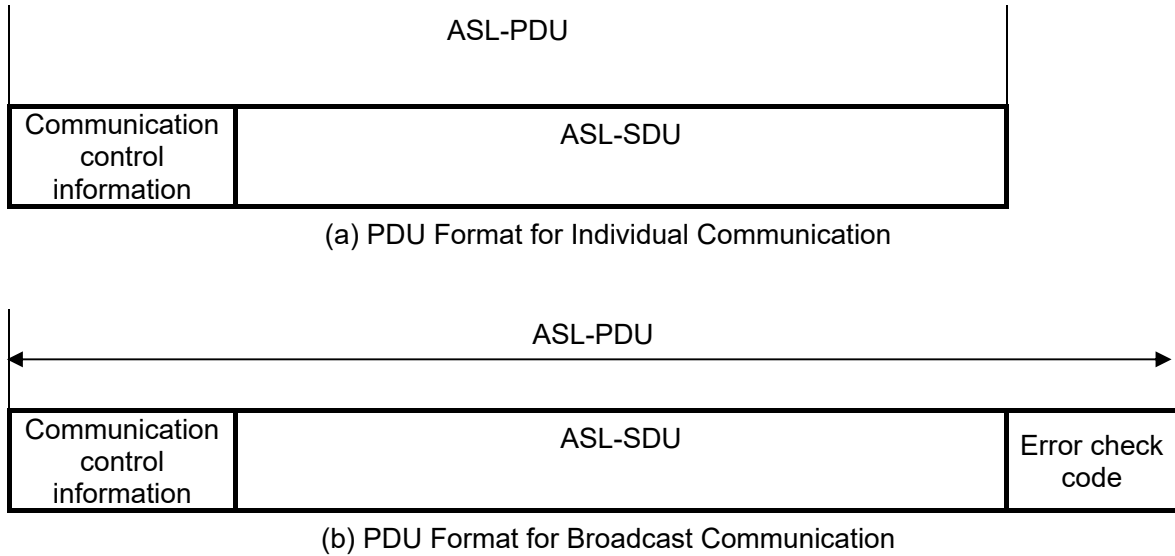 ASL-PDU
Communication
control
information
ASL-SDU
(a) PDU Format for Individual Communication
ASL-PDU
Communication
control
information
ASL-SDU
Error check
code
(b) PDU Format for Broadcast Communication